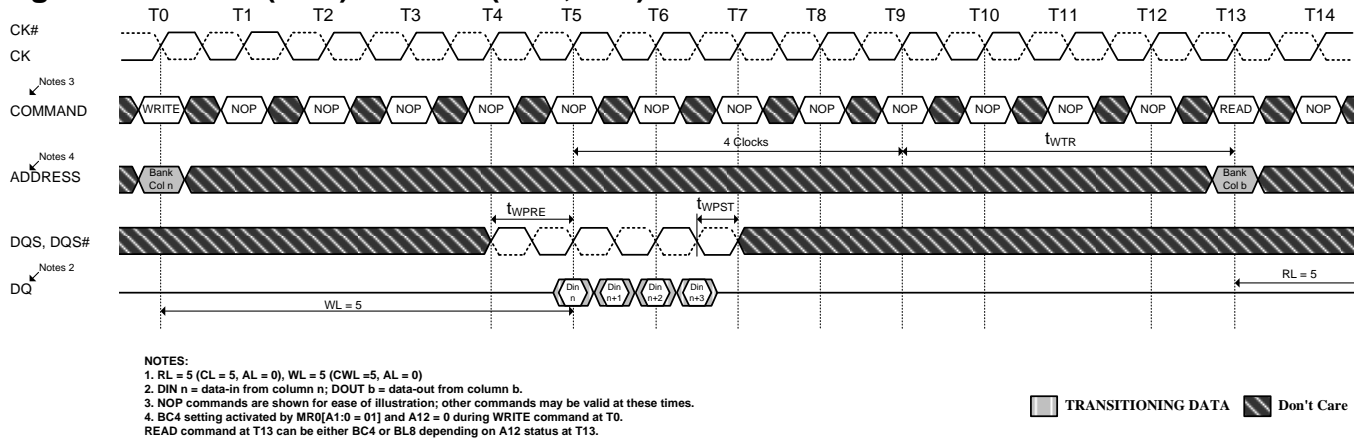 T0 T1 T2 T3 T4 T5 T6 T7 T8 T9 T10 T11 T12 T13 T14
CK#
CK
Notes 3
COMMAND
WRITE NOP NOP NOP NOP NOP NOP NOP NOP NOP NOP NOP NOP READ NOP
4 Clocks
tWTR
Notes 4
ADDRESS
Bank
Col n
Bank
Col b
tWPRE
tWPST
DQS, DQS#
Notes 2
DQ
Din
n
Din
n+1
Din
n+2
Din
n+3
RL = 5
WL = 5
NOTES:
1. RL = 5 (CL = 5, AL = 0), WL = 5 (CWL =5, AL = 0)
2. DIN n = data-in from column n; DOUT b = data-out from column b.
3. NOP commands are shown for ease of illustration; other commands may be valid at these times.
4. BC4 setting activated by MR0[A1:0 = 01] and A12 = 0 during WRITE command at T0.
READ command at T13 can be either BC4 or BL8 depending on A12 status at T13.
TRANSITIONING DATA
Don't Care